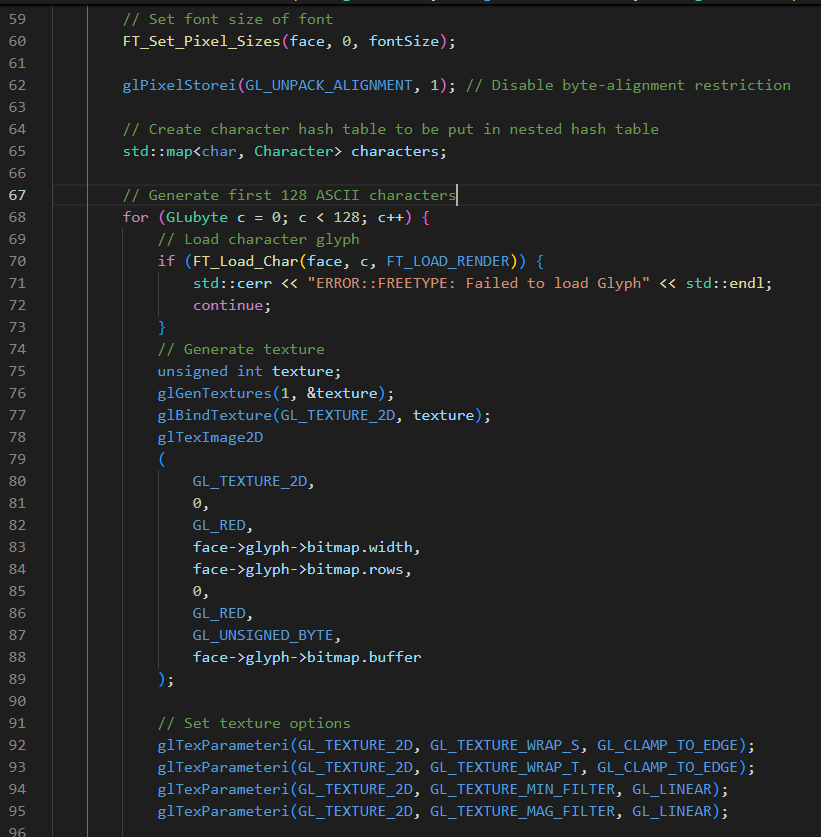 59 // Set font size of font
60 FT_Set_Pixel_Sizes(face, 0, fontSize);
61
62 glPixelStorei(GL_UNPACK_ALIGNMENT, 1); // Disable byte-alignment restriction
63
64 // Create character hash table to be put in nested hash table
65 std::map<char, Character> characters;
66
67 // Generate first 128 ASCII characters
68 for (GLubyte c = 0; c < 128; c++) {
69 // Load character glyph
70 if (FT_Load_Char(face, c, FT_LOAD_RENDER)) {
71 std::cerr << "ERROR::FREETYPE: Failed to load Glyph" << std::endl;
72 continue;
73 }
74 // Generate texture
75 unsigned int texture;
76 glGenTextures(1, &texture);
77 glBindTexture(GL_TEXTURE_2D, texture);
78 glTexImage2D
79 (
80 GL_TEXTURE_2D,
81 0,
82 GL_RED,
83 face->glyph->bitmap.width,
84 face->glyph->bitmap.rows,
85 0,
86 GL_RED,
87 GL_UNSIGNED_BYTE,
88 face->glyph->bitmap.buffer
89 );
90
91 // Set texture options
92 glTexParameteri(GL_TEXTURE_2D, GL_TEXTURE_WRAP_S, GL_CLAMP_TO_EDGE);
93 glTexParameteri(GL_TEXTURE_2D, GL_TEXTURE_WRAP_T, GL_CLAMP_TO_EDGE);
94 glTexParameteri(GL_TEXTURE_2D, GL_TEXTURE_MIN_FILTER, GL_LINEAR);
95 glTexParameteri(GL_TEXTURE_2D, GL_TEXTURE_MAG_FILTER, GL_LINEAR);
96